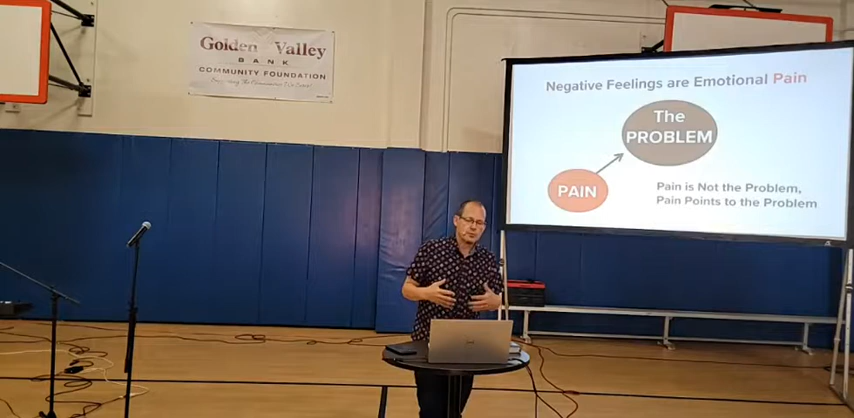 Golden Valley
BANK
COMMUNITY FOUNDATION
Negative Feelings are Emotional Pain
The
PROBLEM
PAIN
Pain is Not the Problem,
Pain Points to the Problem